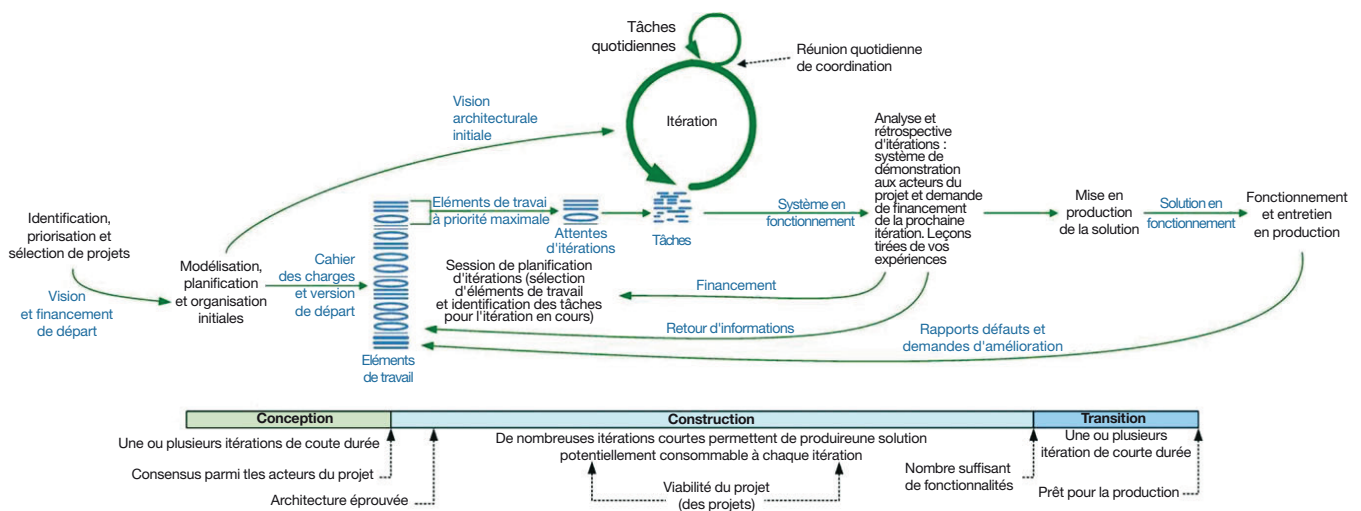 Tâches
quotidiennes
Réunion quotidienne
de coordination
Itération
Vision
architecturale
initiale
Analyse et
rétrospective
d'itérations :
système de
démonstration
aux acteurs du
projet et demande
de financement
de la prochaine
itération. Leçons
tirées de vos
expériences
Identification,
priorisation et
sélection de projets
Vision
et financement
de départ
Modélisation,
planification
et organisation
initiales
Cahier
des charges
et version
de départ
Eléments de travai
à priorité maximale
Attentes
d'itérations
Tâches
Système en
fonctionnement
Mise en
production
de la solution
Solution en
fonctionnement
Fonctionnement
et entretien
en production
Session de planification
d'itérations (sélection
d'éléments de travail
et identification des tâches
pour l'itération en cours)
Financement
Retour d'informations
Rapports défauts et
demandes d'amélioration
Eléments
de travail
Conception
Construction
Transition
Une ou plusieurs itérations de coute durée
Consensus parmi tles acteurs du projet
Architecture éprouvée
De nombreuses itérations courtes permettent de produireune solution
potentiellement consommable à chaque itération
Viabilité du projet
(des projets)
Nombre suffisant
de fonctionnalités
Une ou plusieurs
itération de courte durée
Prêt pour la production